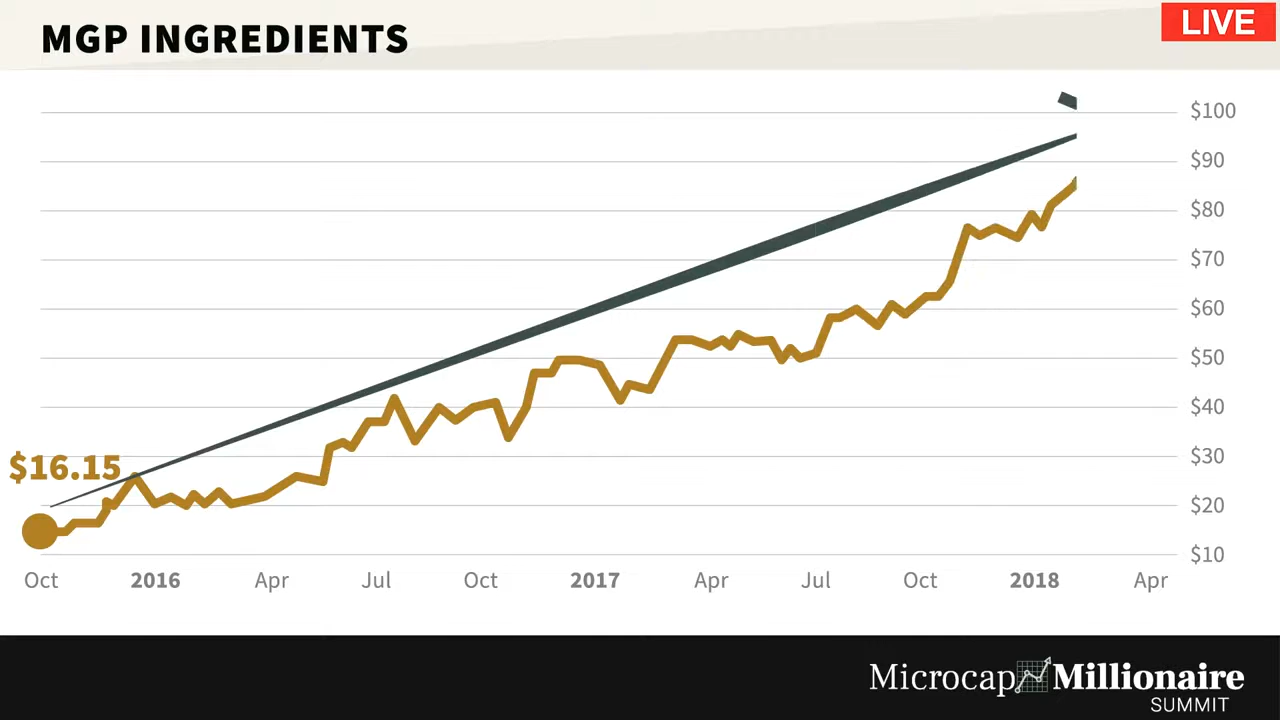 MGP INGREDIENTS
LIVE
$100
$90
$80
$70
$60
$50
$40
$30
$20
$10
$16.15
Oct 2016 Apr Jul Oct 2017 Apr Jul Oct 2018 Apr
Microcap Millionaire
SUMMIT